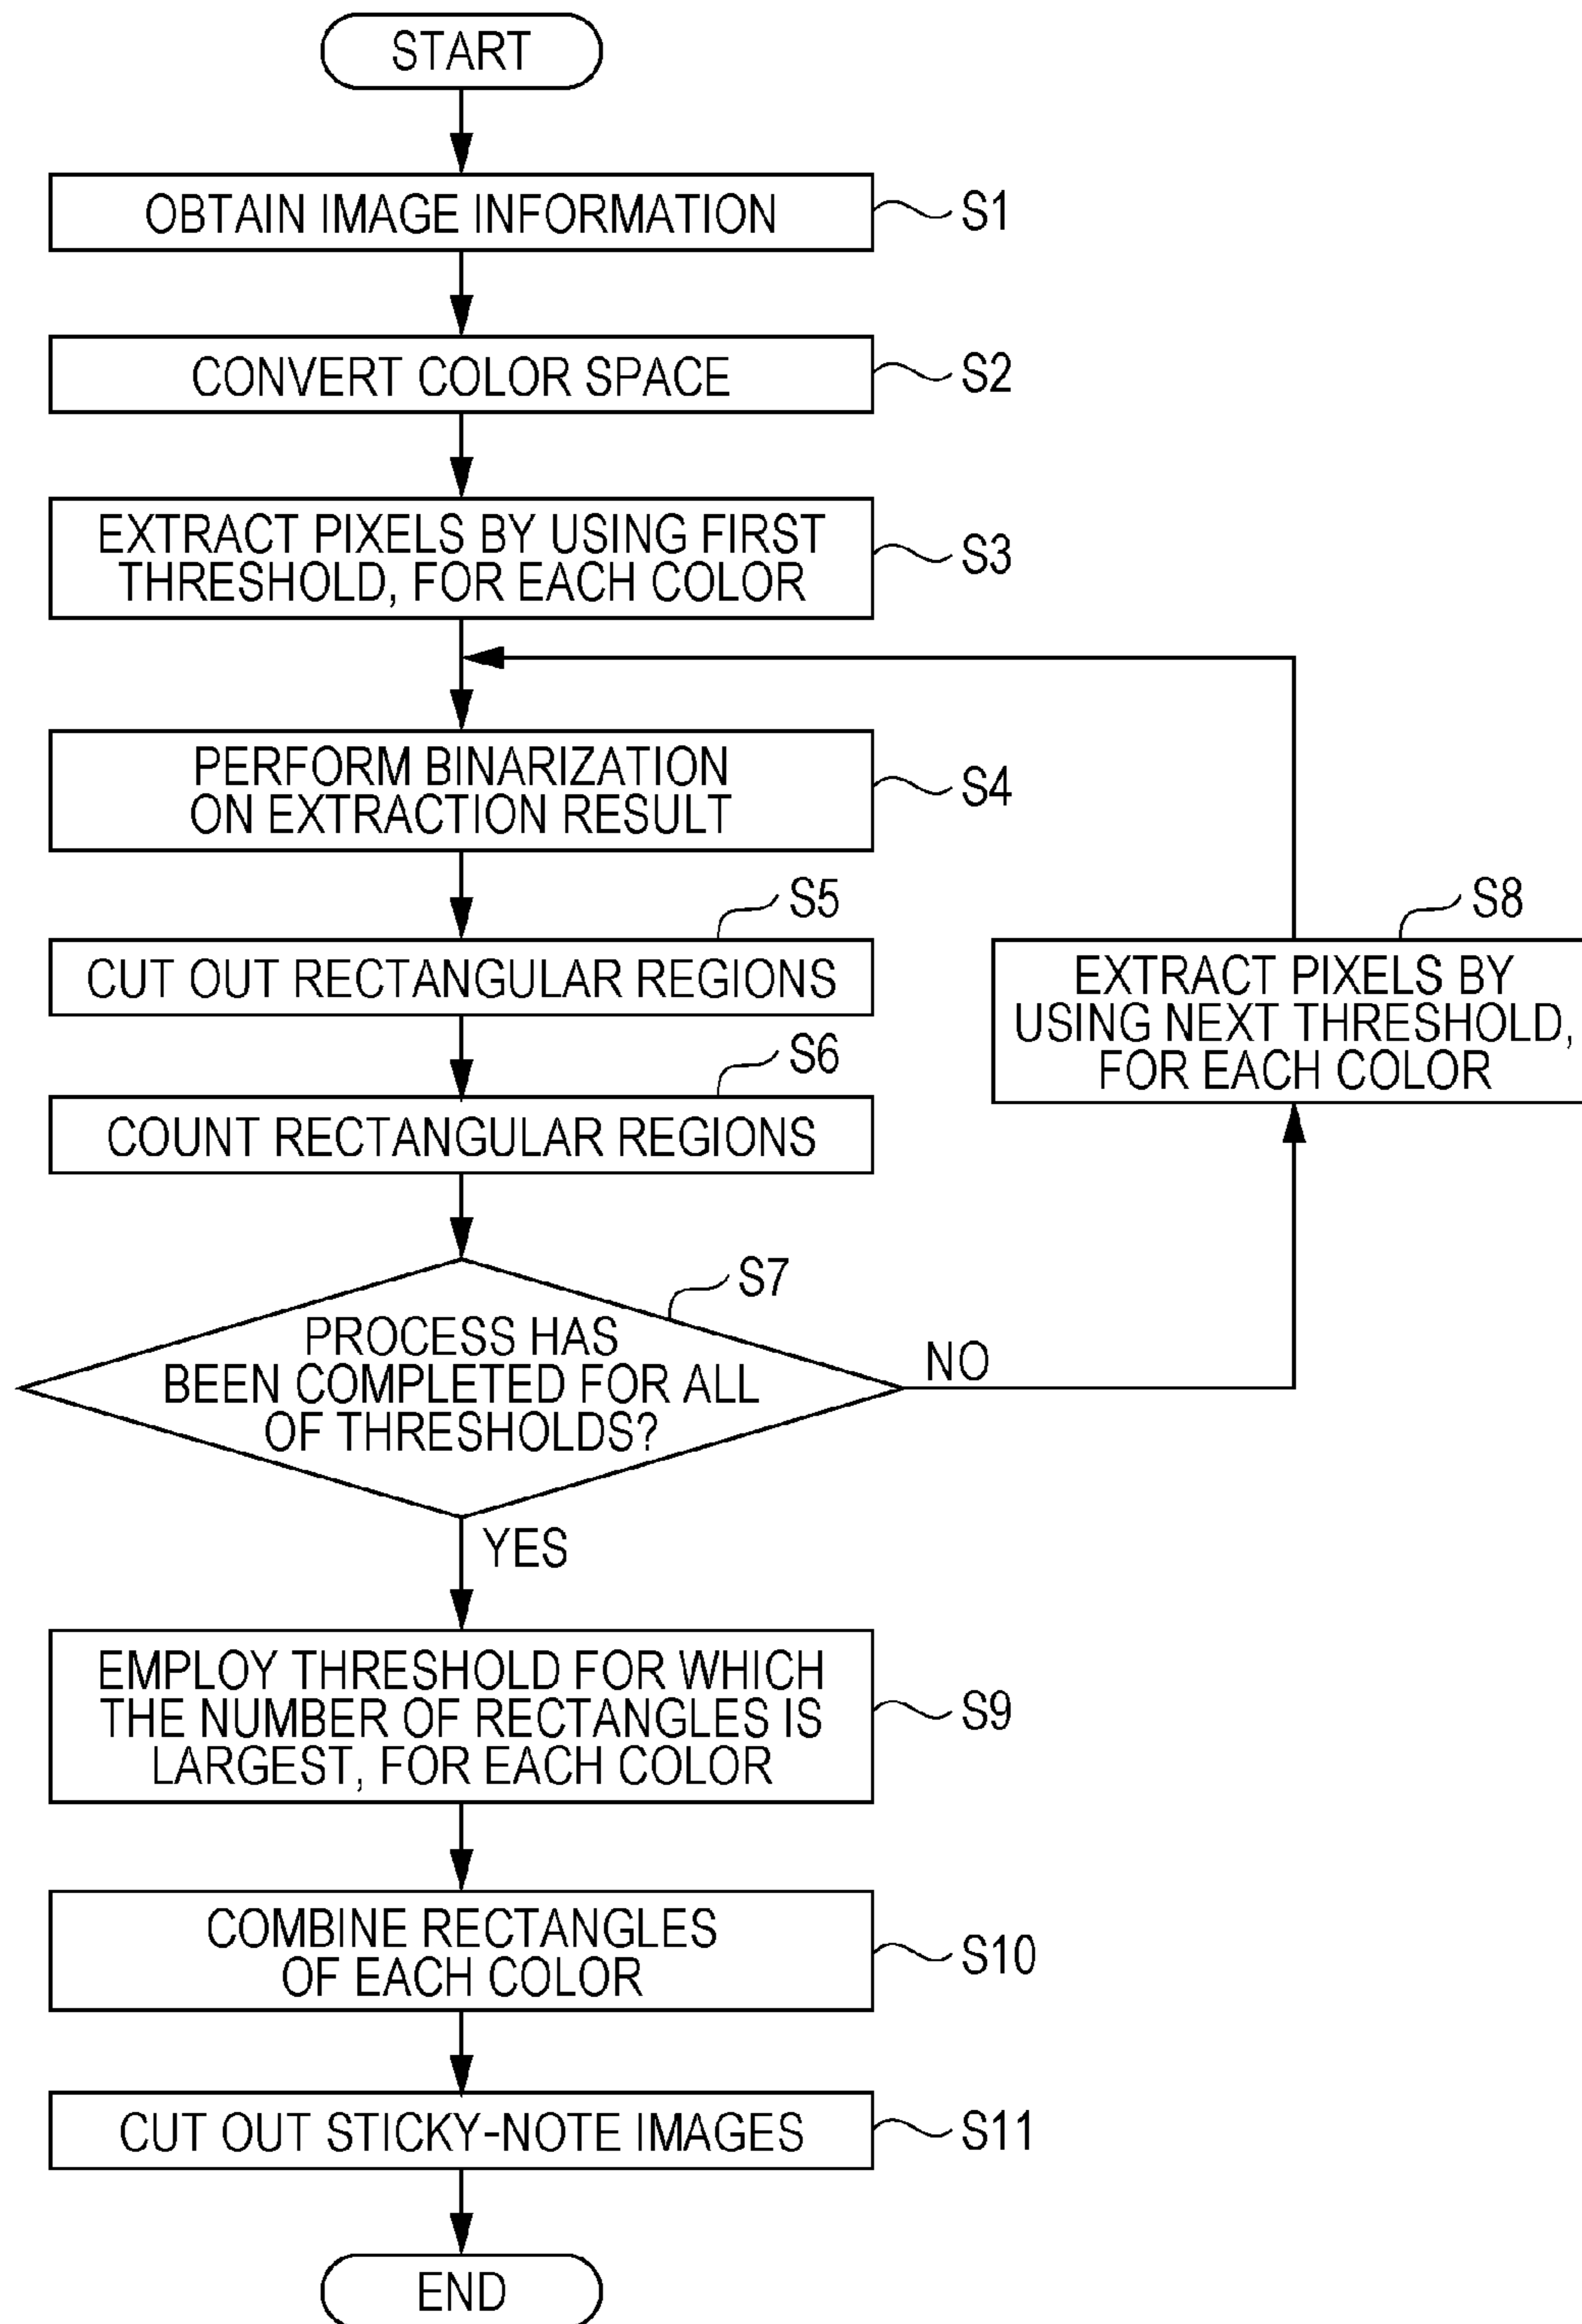 START
OBTAIN IMAGE INFORMATION
S1
CONVERT COLOR SPACE
S2
EXTRACT PIXELS BY USING FIRST
THRESHOLD, FOR EACH COLOR
S3
PERFORM BINARIZATION
ON EXTRACTION RESULT
S4
S5
CUT OUT RECTANGULAR REGIONS
S6
COUNT RECTANGULAR REGIONS
S7
PROCESS HAS
BEEN COMPLETED FOR ALL
OF THRESHOLDS?
NO
S8
EXTRACT PIXELS BY
USING NEXT THRESHOLD,
FOR EACH COLOR
YES
EMPLOY THRESHOLD FOR WHICH
THE NUMBER OF RECTANGLES IS
LARGEST, FOR EACH COLOR
S9
COMBINE RECTANGLES
OF EACH COLOR
S10
CUT OUT STICKY-NOTE IMAGES
S11
END